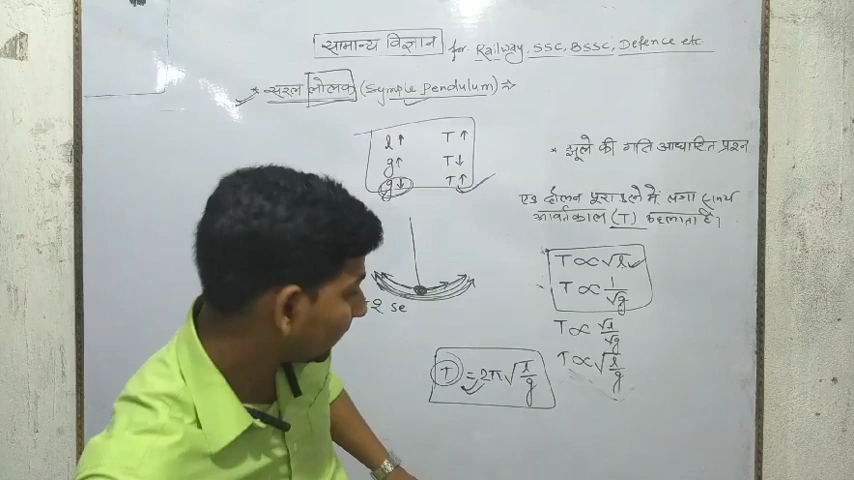 सामान्य विज्ञान for Railway, SSC, BSSC, Defence etc
* सरल लोलक (Symple Pendulum) ⇒
l↑ T↑
g↑ T↓
g↓ T↑
* झूले की गति आधारित प्रश्न
एक दोलन पूरा करने में लगा समय
आवर्तकाल (T) कहलाता है।
T ∝ √l
T ∝ 1/√g
T ∝ √l/√g
T ∝ √(l/g)
2 se
T = 2π√(l/g)